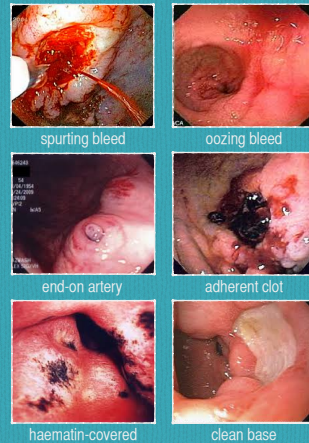 spurting bleed
oozing bleed
end-on artery
adherent clot
haematin-covered
clean base